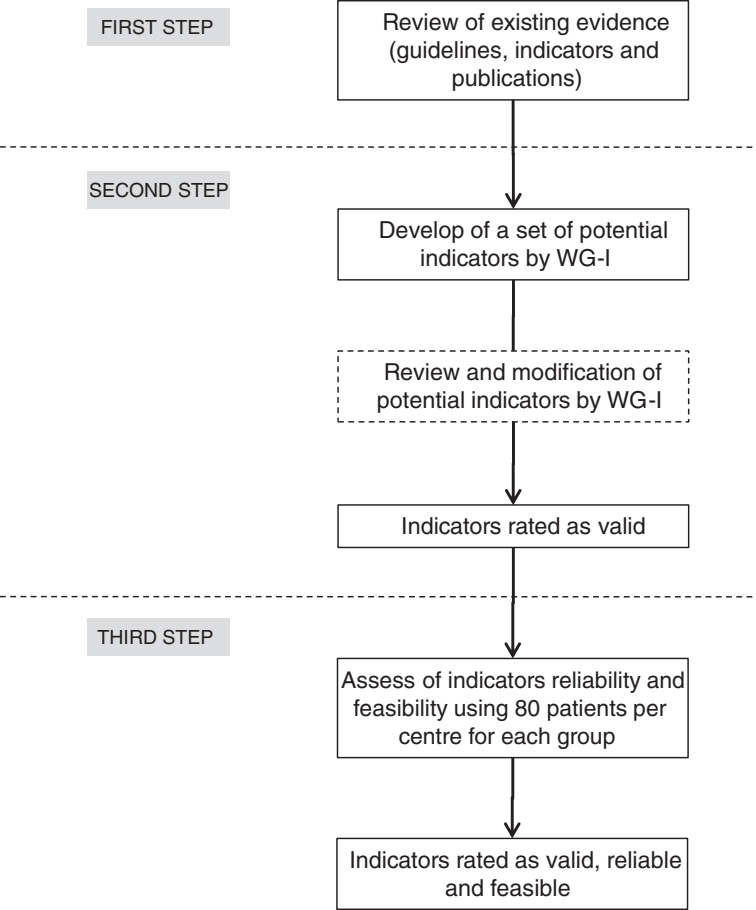 FIRST STEP
Review of existing evidence
(guidelines, indicators and
publications)
SECOND STEP
Develop of a set of potential
indicators by WG-I
Review and modification of
potential indicators by WG-I
Indicators rated as valid
THIRD STEP
Assess of indicators reliability and
feasibility using 80 patients per
centre for each group
Indicators rated as valid, reliable
and feasible